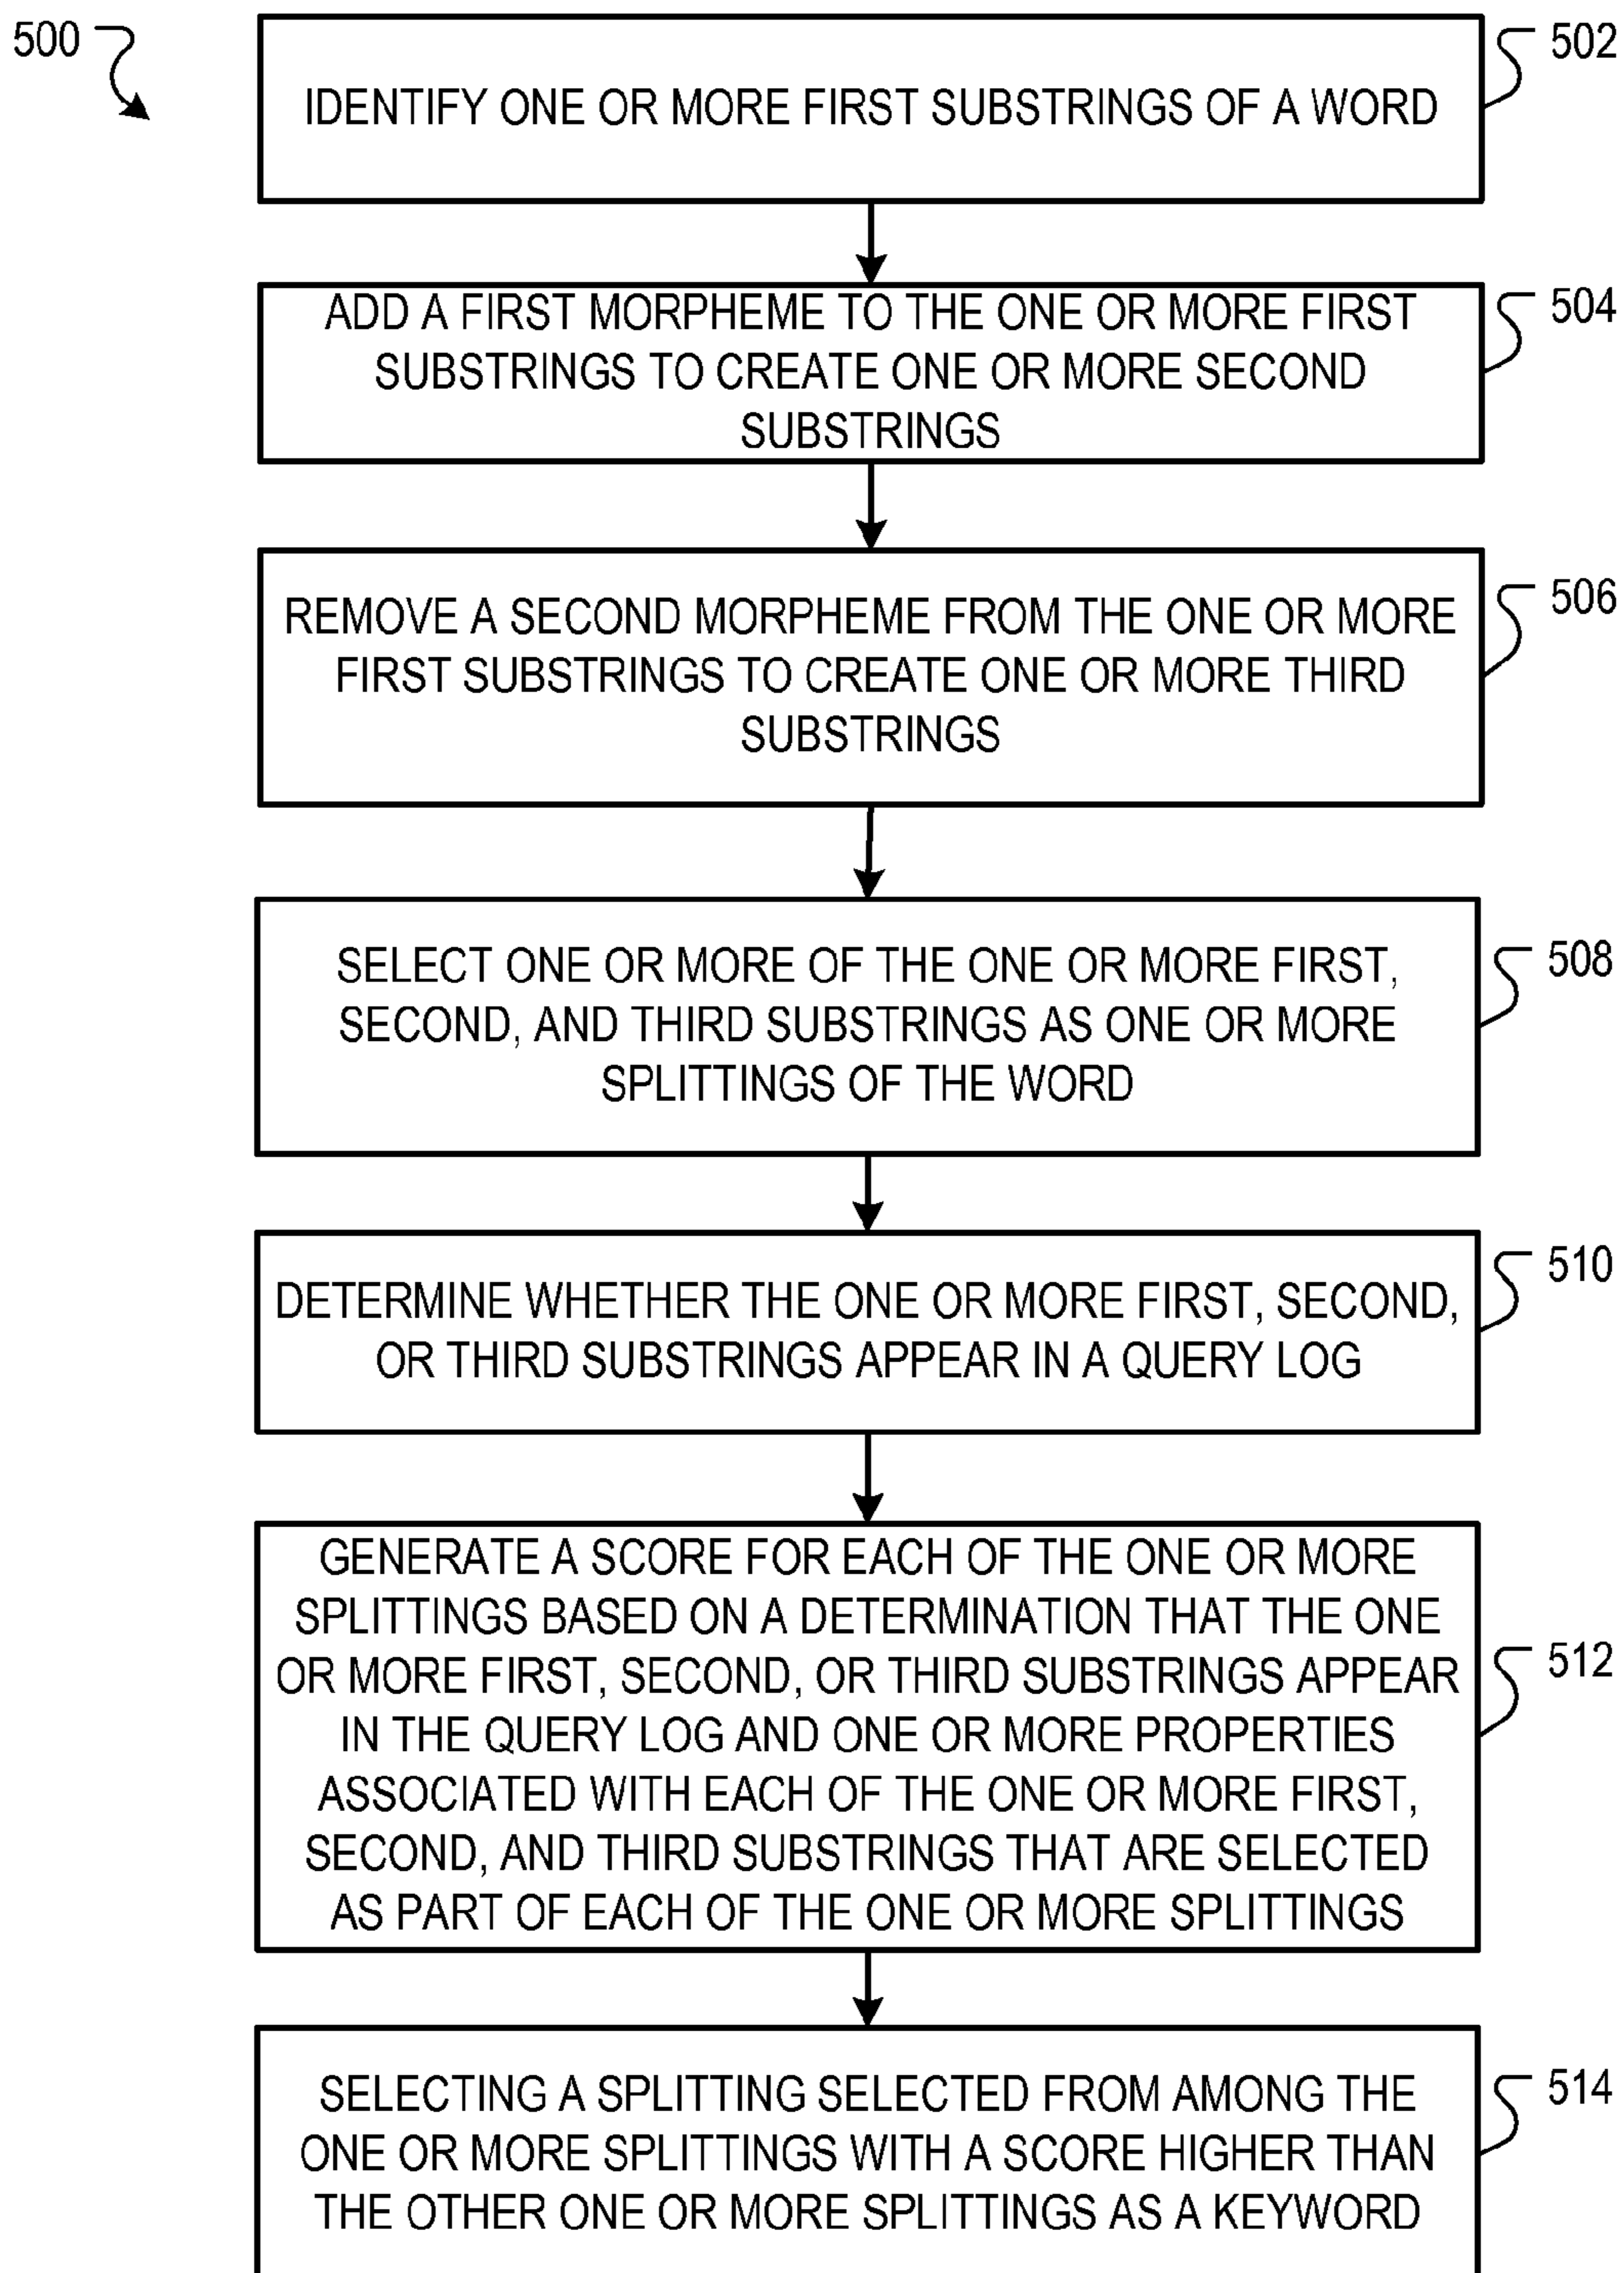 500
IDENTIFY ONE OR MORE FIRST SUBSTRINGS OF A WORD
502
ADD A FIRST MORPHEME TO THE ONE OR MORE FIRST
SUBSTRINGS TO CREATE ONE OR MORE SECOND
SUBSTRINGS
504
REMOVE A SECOND MORPHEME FROM THE ONE OR MORE
FIRST SUBSTRINGS TO CREATE ONE OR MORE THIRD
SUBSTRINGS
506
SELECT ONE OR MORE OF THE ONE OR MORE FIRST,
SECOND, AND THIRD SUBSTRINGS AS ONE OR MORE
SPLITTINGS OF THE WORD
508
DETERMINE WHETHER THE ONE OR MORE FIRST, SECOND,
OR THIRD SUBSTRINGS APPEAR IN A QUERY LOG
510
GENERATE A SCORE FOR EACH OF THE ONE OR MORE
SPLITTINGS BASED ON A DETERMINATION THAT THE ONE
OR MORE FIRST, SECOND, OR THIRD SUBSTRINGS APPEAR
IN THE QUERY LOG AND ONE OR MORE PROPERTIES
ASSOCIATED WITH EACH OF THE ONE OR MORE FIRST,
SECOND, AND THIRD SUBSTRINGS THAT ARE SELECTED
AS PART OF EACH OF THE ONE OR MORE SPLITTINGS
512
SELECTING A SPLITTING SELECTED FROM AMONG THE
ONE OR MORE SPLITTINGS WITH A SCORE HIGHER THAN
THE OTHER ONE OR MORE SPLITTINGS AS A KEYWORD
514